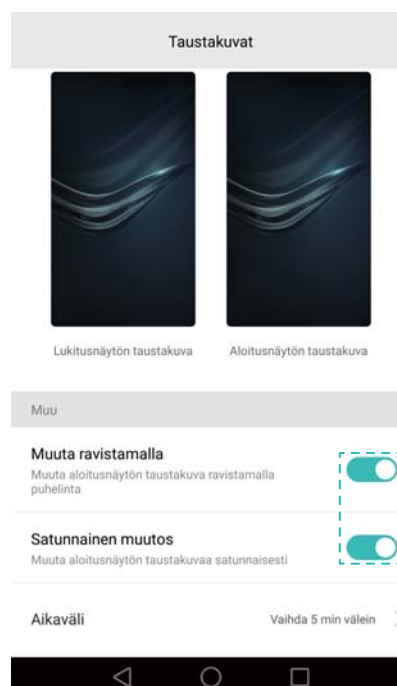 Taustakuvat
Lukitusnäytön taustakuva
Aloitusnäytön taustakuva
Muu
Muuta ravistamalla
Muuta aloitusnäytön taustakuva ravistamalla
puhelinta
Satunnainen muutos
Muuta aloitusnäytön taustakuvaa satunnaisesti
Aikaväli
Vaihda 5 min välein